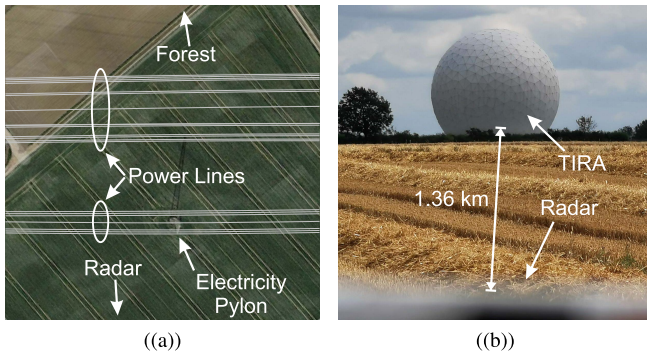 Forest
Power Lines
Radar
Electricity
Pylon
((a))
TIRA
1.36 km
Radar
((b))